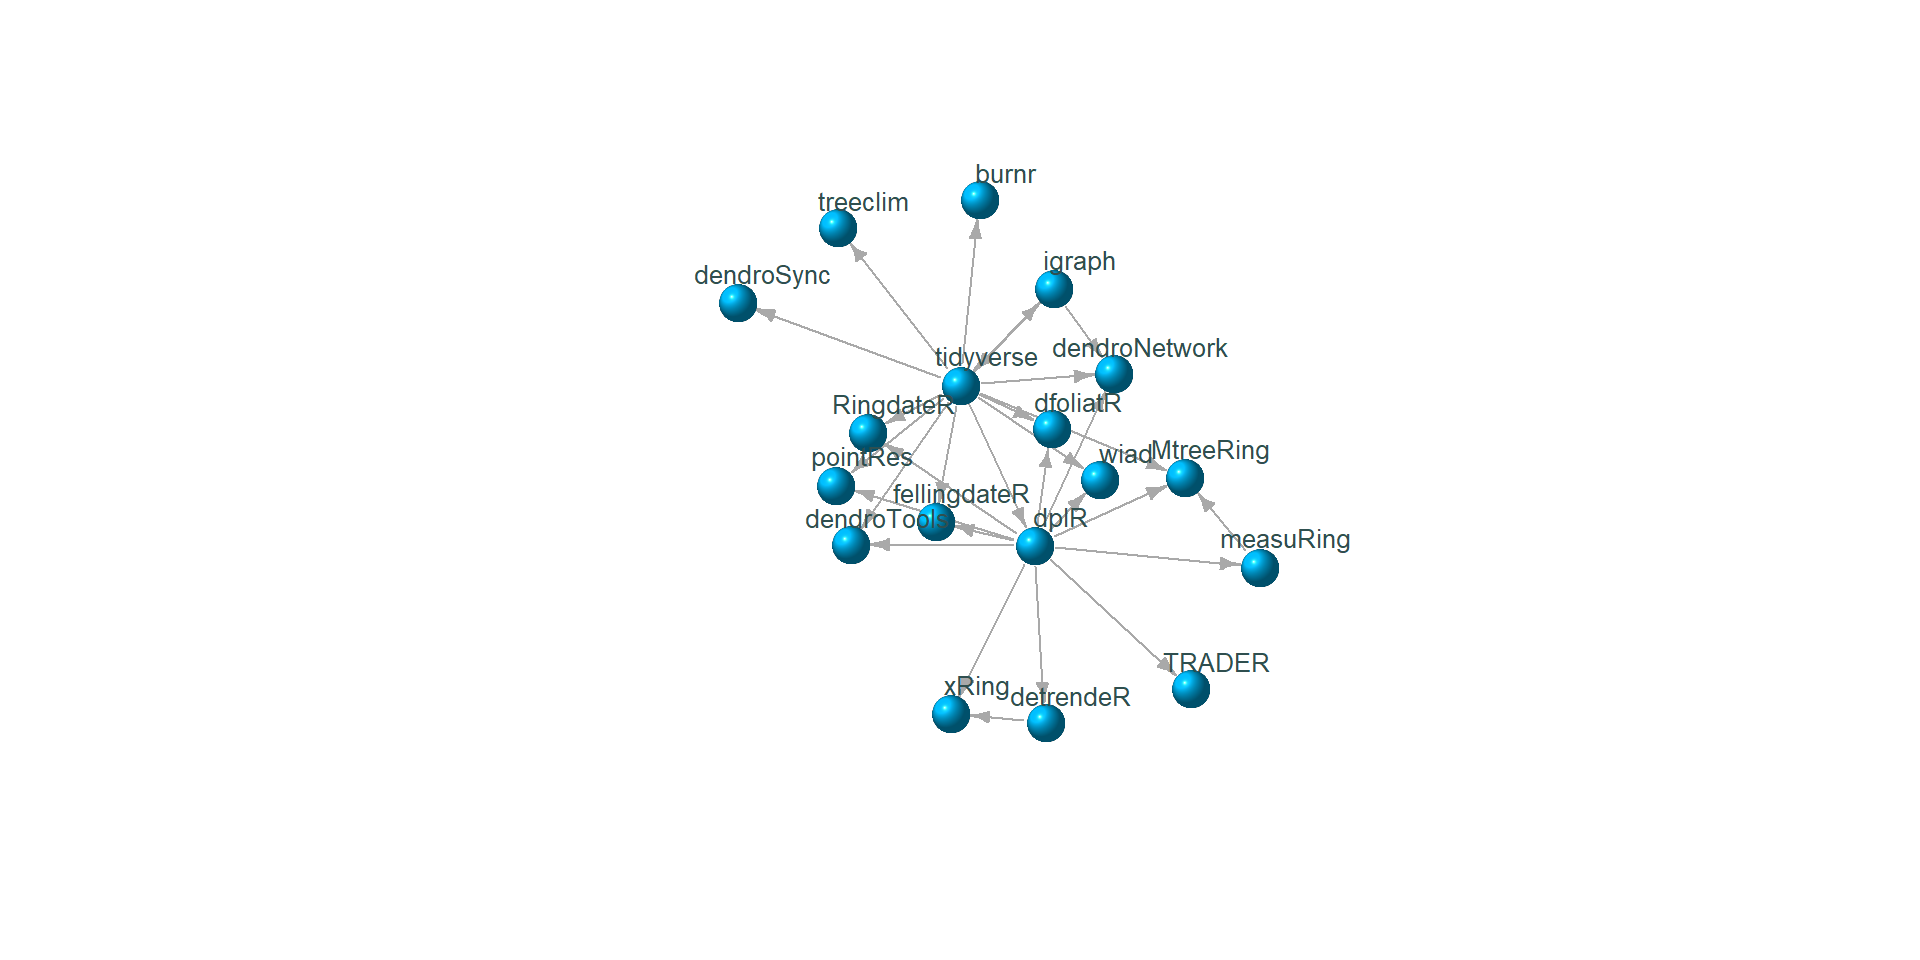 burnr
treeclim
igraph
dendroSync
dendroNetwork
tidyverse
dfoliatR
RingdateR
MtreeRing
wiad
pointRes
fellingdateR
dendroTools
dplR
measuRing
TRADER
xRing
detrendeR